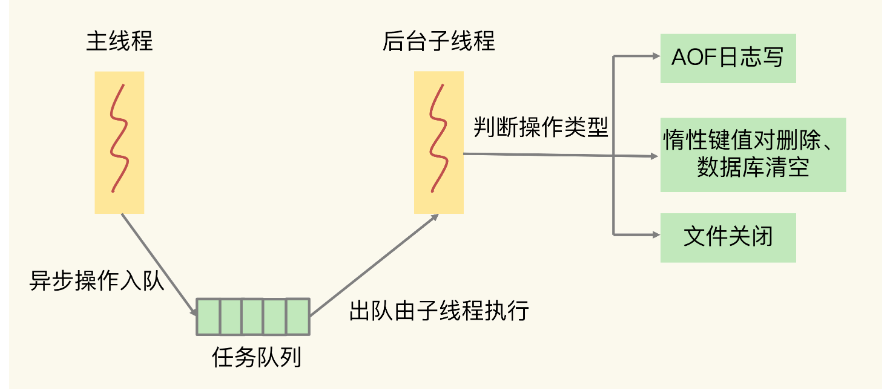 主线程
后台子线程
AOF日志写
判断操作类型
惰性键值对删除、
数据库清空
文件关闭
异步操作入队
出队由子线程执行
任务队列